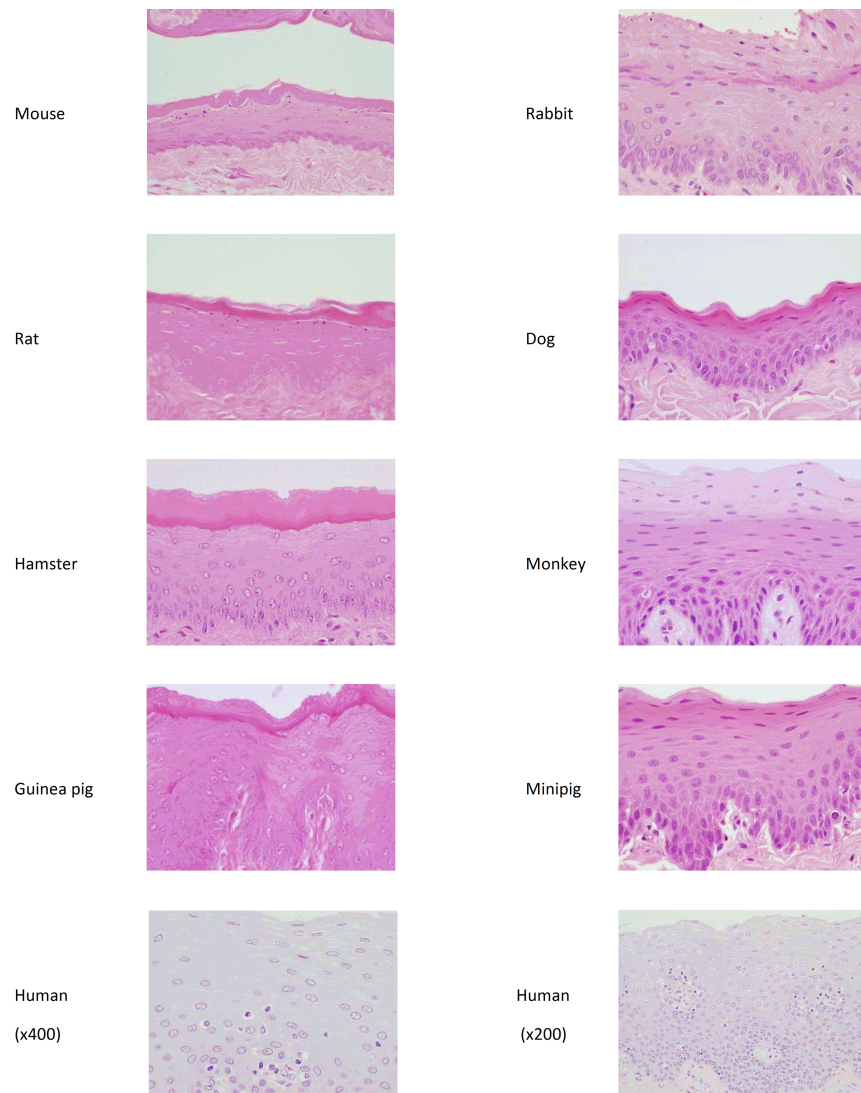 Mouse
Rabbit
Rat
Dog
Hamster
Monkey
Guinea pig
Minipig
Human
(x400)
Human
(x200)